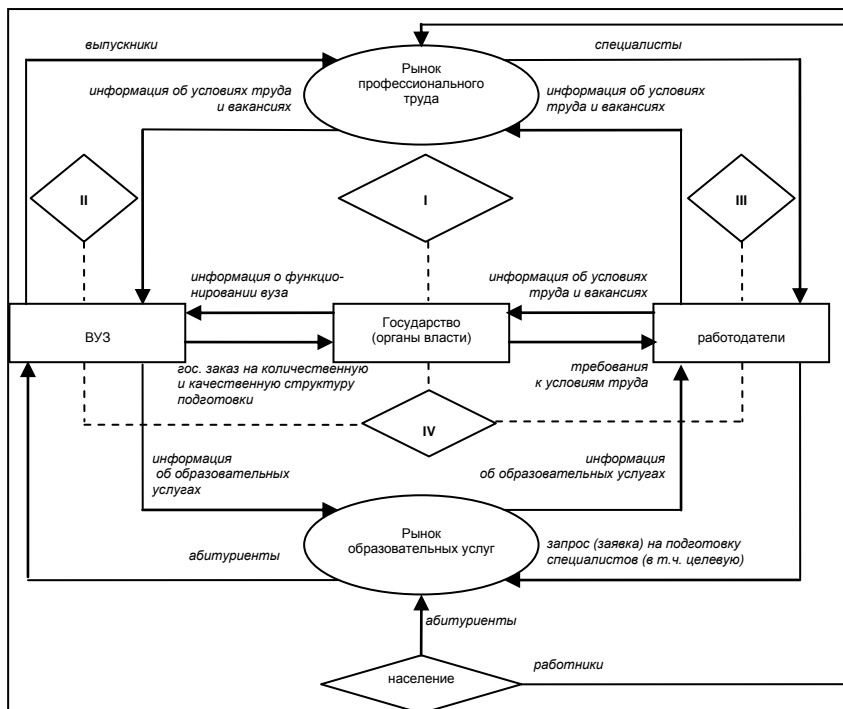 выпускники
специалисты
Рынок
профессионального
труда
информация об условиях труда
и вакансиях
информация об условиях
труда и вакансиях
II
I
III
информация о функцио-
нировании вуза
информация об условиях
труда и вакансиях
ВУЗ
Государство
(органы власти)
работодатели
гос. заказ на количественную
и качественную структуру
подготовки
требования
к условиям труда
IV
информация
об образовательных
услугах
информация
об образовательных услугах
Рынок
образовательных услуг
абитуриенты
запрос (заявка) на подготовку
специалистов (в т.ч. целевую)
абитуриенты
население
работники